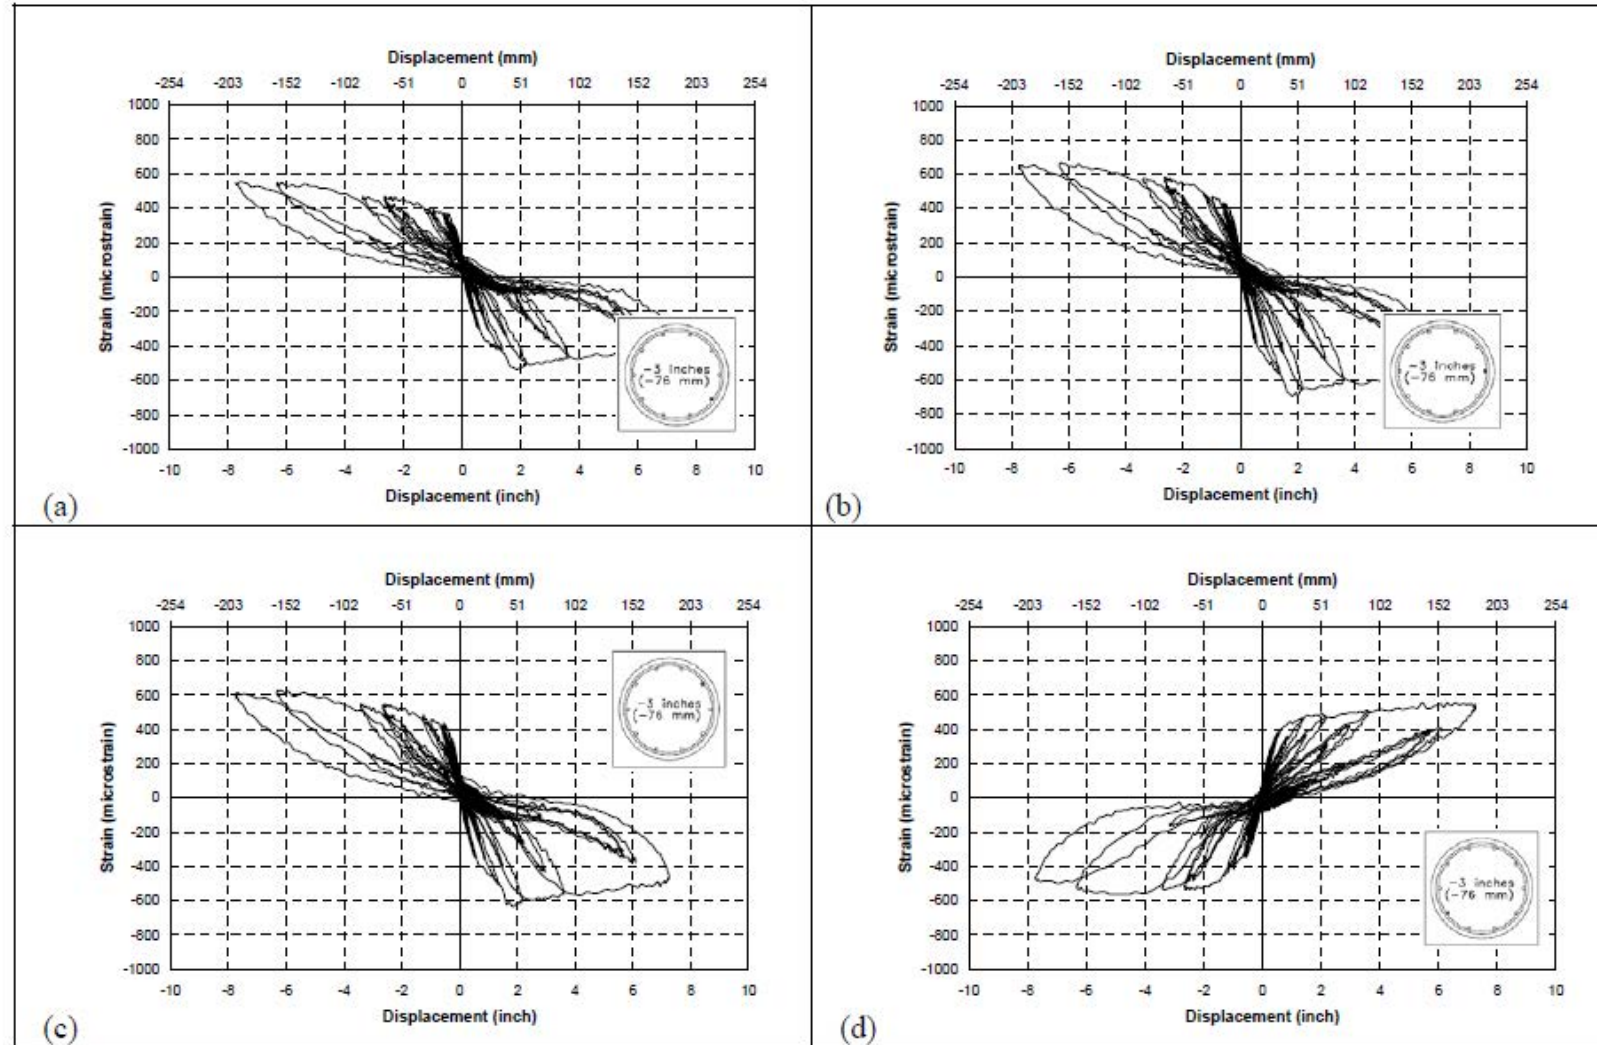 Displacement (mm)
-254 -203 -152 -102 -51 0 51 102 152 203 254
1000
800
600
400
200
0
-200
-400
-600
-800
-1000
Strain (microstrain)
-3 inches
(-76 mm)
-10 -8 -6 -4 -2 0 2 4 6 8 10
Displacement (inch)
(a)
Displacement (mm)
-254 -203 -152 -102 -51 0 51 102 152 203 254
1000
800
600
400
200
0
-200
-400
-600
-800
-1000
Strain (microstrain)
-3 inches
(-76 mm)
-10 -8 -6 -4 -2 0 2 4 6 8 10
Displacement (inch)
(b)
Displacement (mm)
-254 -203 -152 -102 -51 0 51 102 152 203 254
1000
800
600
400
200
0
-200
-400
-600
-800
-1000
Strain (microstrain)
-3 inches
(-76 mm)
-10 -8 -6 -4 -2 0 2 4 6 8 10
Displacement (inch)
(c)
Displacement (mm)
-254 -203 -152 -102 -51 0 51 102 152 203 254
1000
800
600
400
200
0
-200
-400
-600
-800
-1000
Strain (microstrain)
-3 inches
(-76 mm)
-10 -8 -6 -4 -2 0 2 4 6 8 10
Displacement (inch)
(d)